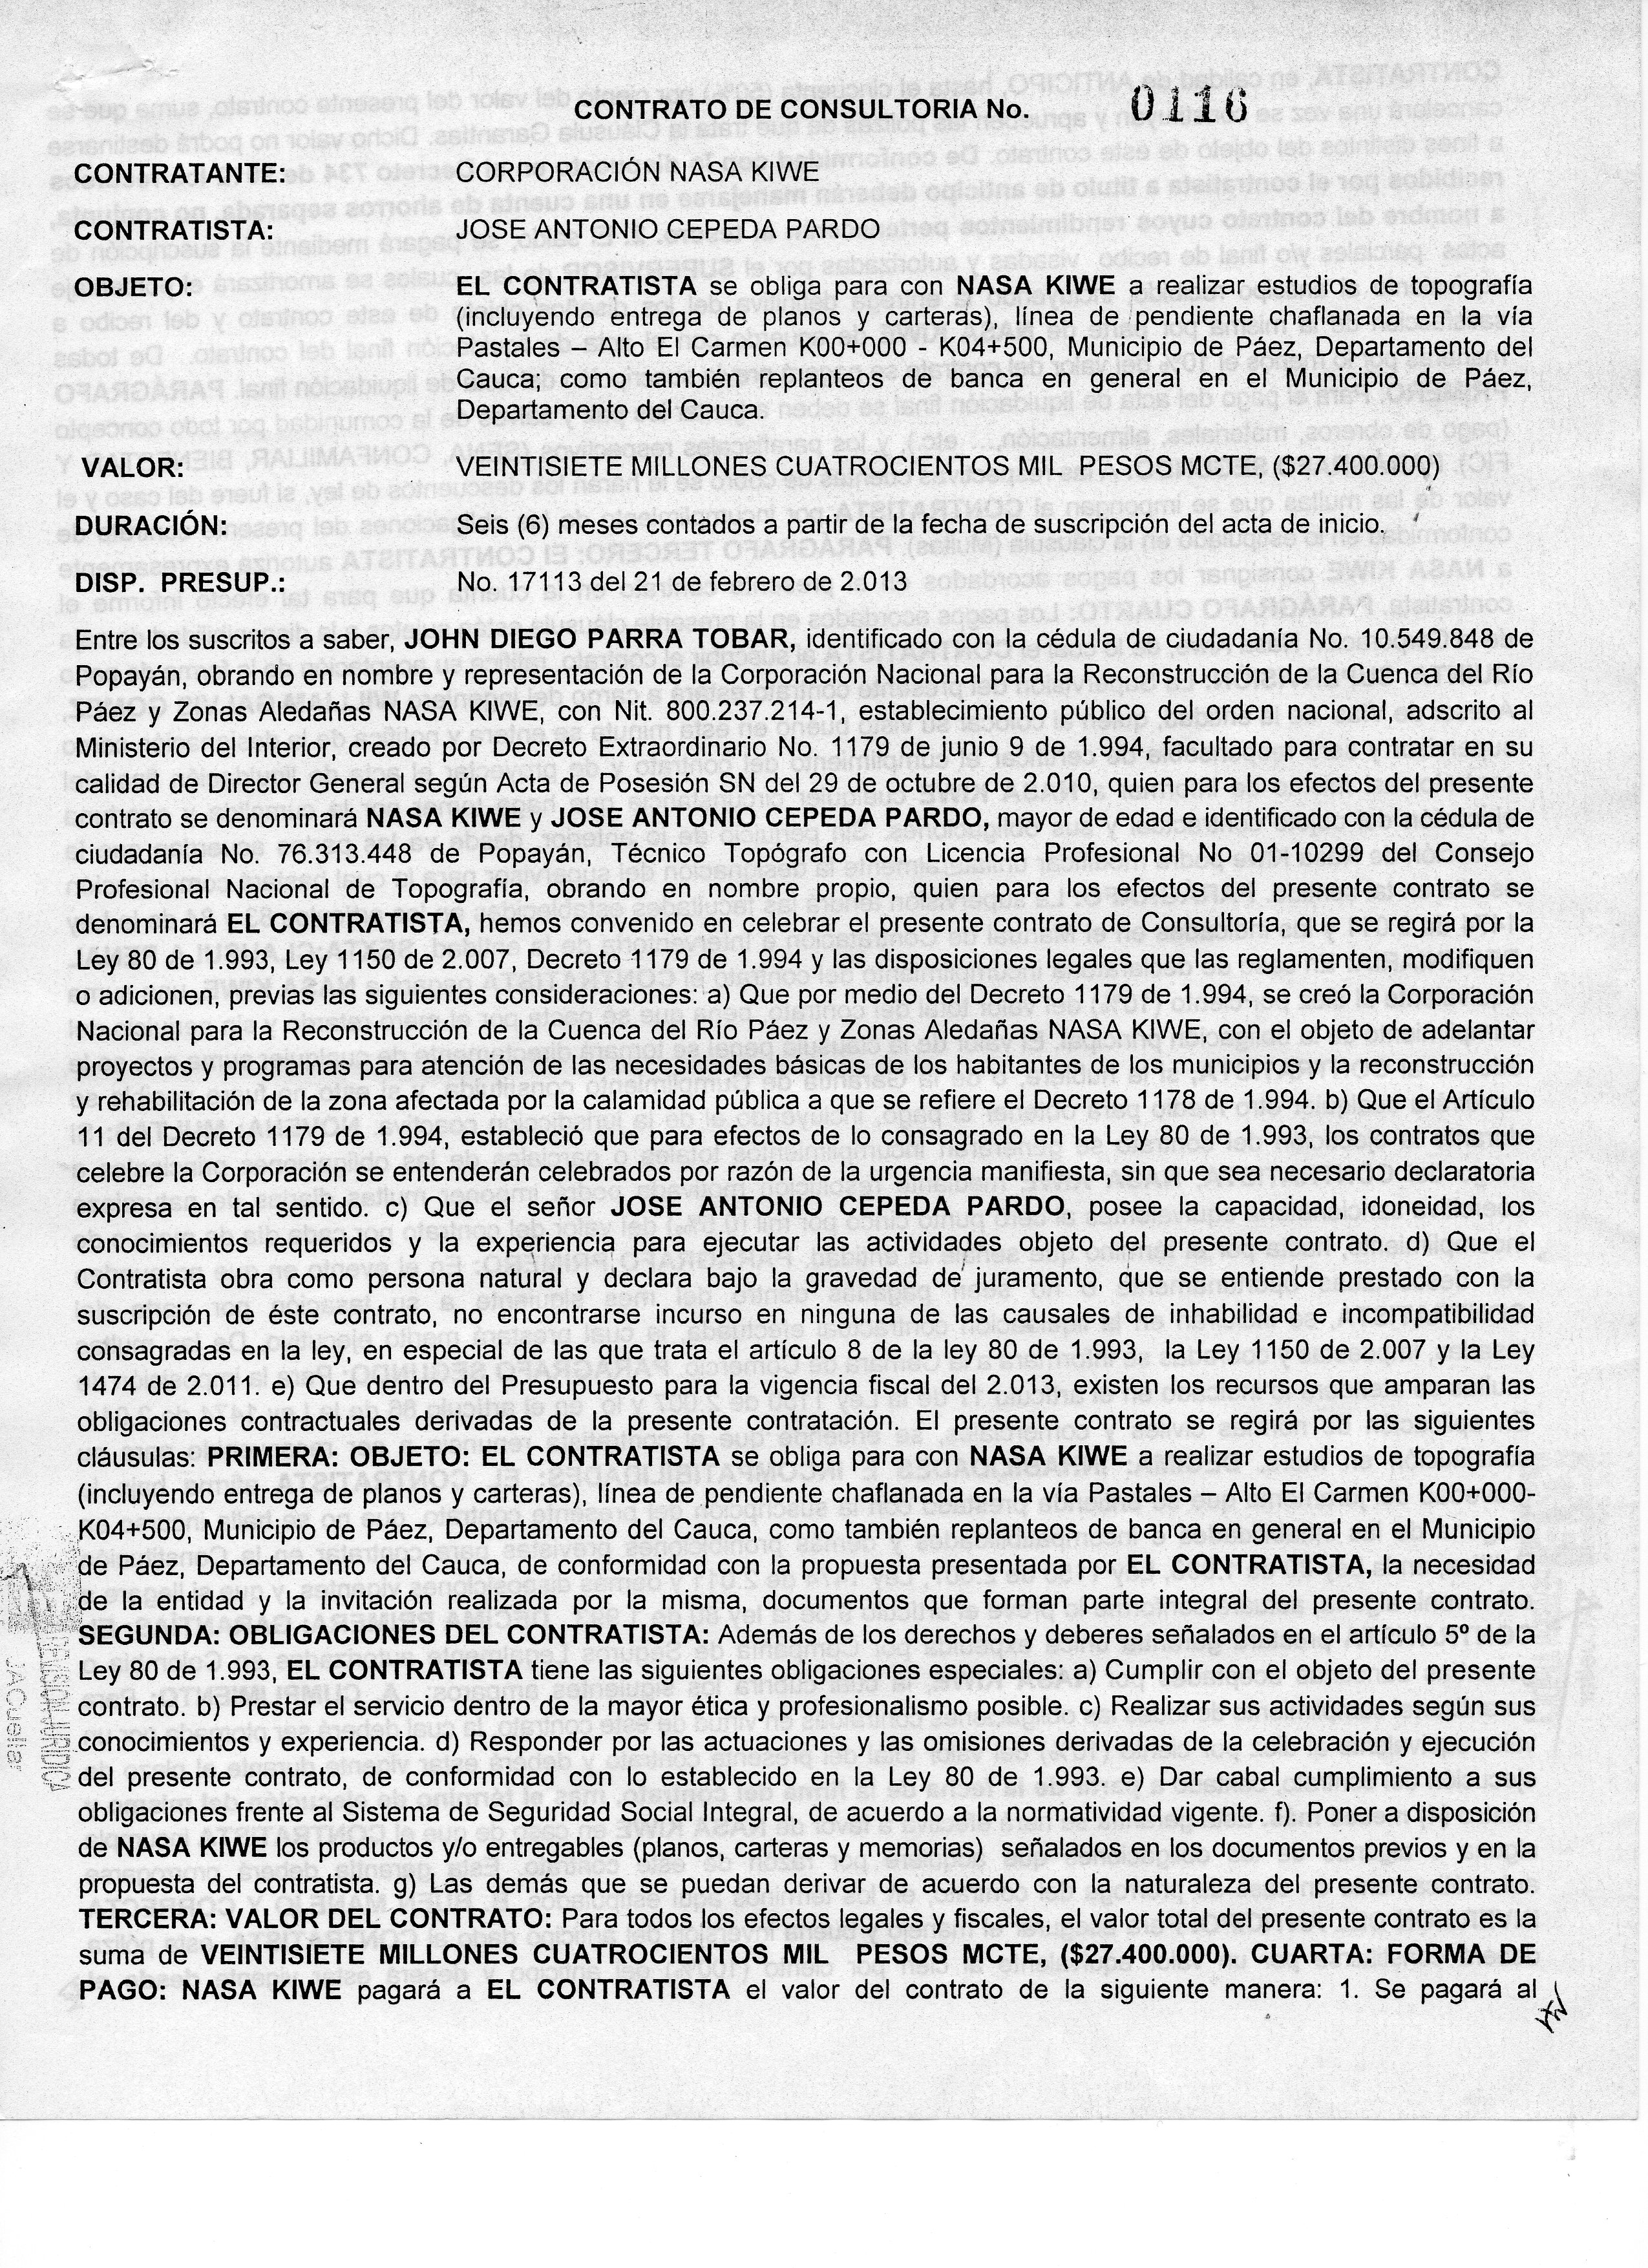 CONTRATO DE CONSULTORIA No. 0116
CONTRATANTE: CORPORACIÓN NASA KIWE
CONTRATISTA: JOSE ANTONIO CEPEDA PARDO
OBJETO: EL CONTRATISTA se obliga para con NASA KIWE a realizar estudios de topografía
(incluyendo entrega de planos y carteras), línea de pendiente chaflanada en la vía
Pastales – Alto El Carmen K00+000 - K04+500, Municipio de Páez, Departamento del
Cauca; como también replanteos de banca en general en el Municipio de Páez,
Departamento del Cauca.
VALOR: VEINTISIETE MILLONES CUATROCIENTOS MIL PESOS MCTE, ($27.400.000)
DURACIÓN: Seis (6) meses contados a partir de la fecha de suscripción del acta de inicio.
DISP. PRESUP.: No. 17113 del 21 de febrero de 2.013
Entre los suscritos a saber, JOHN DIEGO PARRA TOBAR, identificado con la cédula de ciudadanía No. 10.549.848 de
Popayán, obrando en nombre y representación de la Corporación Nacional para la Reconstrucción de la Cuenca del Río
Páez y Zonas Aledañas NASA KIWE, con Nit. 800.237.214-1, establecimiento público del orden nacional, adscrito al
Ministerio del Interior, creado por Decreto Extraordinario No. 1179 de junio 9 de 1.994, facultado para contratar en su
calidad de Director General según Acta de Posesión SN del 29 de octubre de 2.010, quien para los efectos del presente
contrato se denominará NASA KIWE y JOSE ANTONIO CEPEDA PARDO, mayor de edad e identificado con la cédula de
ciudadanía No. 76.313.448 de Popayán, Técnico Topógrafo con Licencia Profesional No 01-10299 del Consejo
Profesional Nacional de Topografía, obrando en nombre propio, quien para los efectos del presente contrato se
denominará EL CONTRATISTA, hemos convenido en celebrar el presente contrato de Consultoría, que se regirá por la
Ley 80 de 1.993, Ley 1150 de 2.007, Decreto 1179 de 1.994 y las disposiciones legales que las reglamenten, modifiquen
o adicionen, previas las siguientes consideraciones: a) Que por medio del Decreto 1179 de 1.994, se creó la Corporación
Nacional para la Reconstrucción de la Cuenca del Río Páez y Zonas Aledañas NASA KIWE, con el objeto de adelantar
proyectos y programas para atención de las necesidades básicas de los habitantes de los municipios y la reconstrucción
y rehabilitación de la zona afectada por la calamidad pública a que se refiere el Decreto 1178 de 1.994. b) Que el Artículo
11 del Decreto 1179 de 1.994, estableció que para efectos de lo consagrado en la Ley 80 de 1.993, los contratos que
celebre la Corporación se entenderán celebrados por razón de la urgencia manifiesta, sin que sea necesario declaratoria
expresa en tal sentido. c) Que el señor JOSE ANTONIO CEPEDA PARDO, posee la capacidad, idoneidad, los
conocimientos requeridos y la experiencia para ejecutar las actividades objeto del presente contrato. d) Que el
Contratista obra como persona natural y declara bajo la gravedad de juramento, que se entiende prestado con la
suscripción de éste contrato, no encontrarse incurso en ninguna de las causales de inhabilidad e incompatibilidad
consagradas en la ley, en especial de las que trata el artículo 8 de la ley 80 de 1.993, la Ley 1150 de 2.007 y la Ley
1474 de 2.011. e) Que dentro del Presupuesto para la vigencia fiscal del 2.013, existen los recursos que amparan las
obligaciones contractuales derivadas de la presente contratación. El presente contrato se regirá por las siguientes
cláusulas: PRIMERA: OBJETO: EL CONTRATISTA se obliga para con NASA KIWE a realizar estudios de topografía
(incluyendo entrega de planos y carteras), línea de pendiente chaflanada en la vía Pastales – Alto El Carmen K00+000-
K04+500, Municipio de Páez, Departamento del Cauca, como también replanteos de banca en general en el Municipio
de Páez, Departamento del Cauca, de conformidad con la propuesta presentada por EL CONTRATISTA, la necesidad
de la entidad y la invitación realizada por la misma, documentos que forman parte integral del presente contrato.
SEGUNDA: OBLIGACIONES DEL CONTRATISTA: Además de los derechos y deberes señalados en el artículo 5º de la
Ley 80 de 1.993, EL CONTRATISTA tiene las siguientes obligaciones especiales: a) Cumplir con el objeto del presente
contrato. b) Prestar el servicio dentro de la mayor ética y profesionalismo posible. c) Realizar sus actividades según sus
conocimientos y experiencia. d) Responder por las actuaciones y las omisiones derivadas de la celebración y ejecución
del presente contrato, de conformidad con lo establecido en la Ley 80 de 1.993. e) Dar cabal cumplimiento a sus
obligaciones frente al Sistema de Seguridad Social Integral, de acuerdo a la normatividad vigente. f). Poner a disposición
de NASA KIWE los productos y/o entregables (planos, carteras y memorias) señalados en los documentos previos y en la
propuesta del contratista. g) Las demás que se puedan derivar de acuerdo con la naturaleza del presente contrato.
TERCERA: VALOR DEL CONTRATO: Para todos los efectos legales y fiscales, el valor total del presente contrato es la
suma de VEINTISIETE MILLONES CUATROCIENTOS MIL PESOS MCTE, ($27.400.000). CUARTA: FORMA DE
PAGO: NASA KIWE pagará a EL CONTRATISTA el valor del contrato de la siguiente manera: 1. Se pagará al